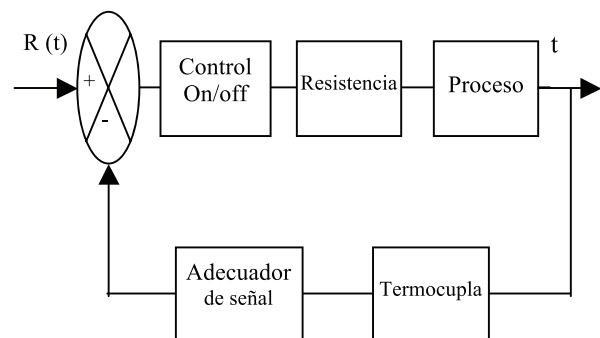 R (t)
+
-
Control
On/off
Resistencia
Proceso
t
Adecuador
de señal
Termocupla